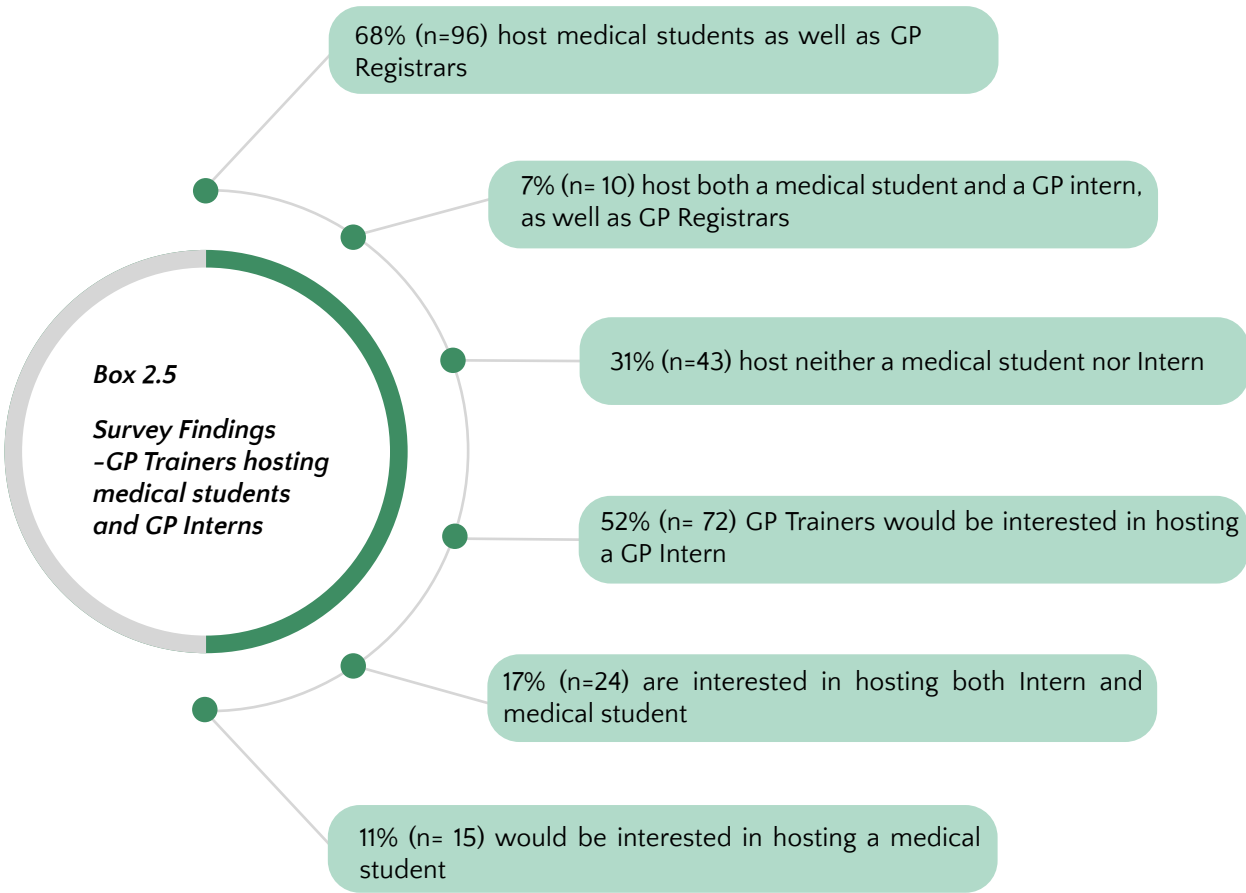 68% (n=96) host medical students as well as GP
Registrars
7% (n= 10) host both a medical student and a GP intern,
as well as GP Registrars
31% (n=43) host neither a medical student nor Intern
Box 2.5
Survey Findings
-GP Trainers hosting
medical students
and GP Interns
52% (n= 72) GP Trainers would be interested in hosting
a GP Intern
17% (n=24) are interested in hosting both Intern and
medical student
11% (n= 15) would be interested in hosting a medical
student